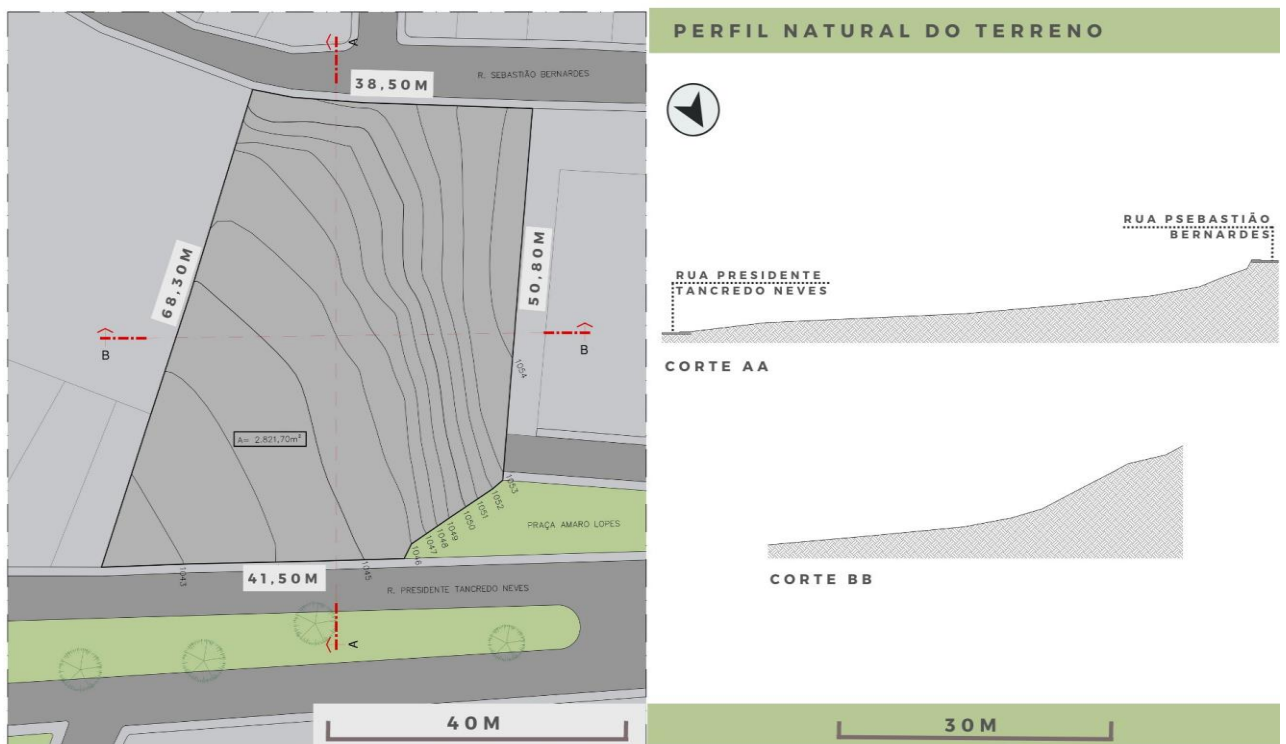 A
R. SEBASTIÃO BERNARDES
38,50M
68,30M
50,80M
B
B
1054
A= 2.821,70m²
1053
1052
1051
1050
1049
1048
1047
1046
1045
1043
PRAÇA AMARO LOPES
41,50M
R. PRESIDENTE TANCREDO NEVES
A
40M
PERFIL NATURAL DO TERRENO
RUA PSEBASTIÃO
BERNARDES
RUA PRESIDENTE
TANCREDO NEVES
CORTE AA
CORTE BB
30M